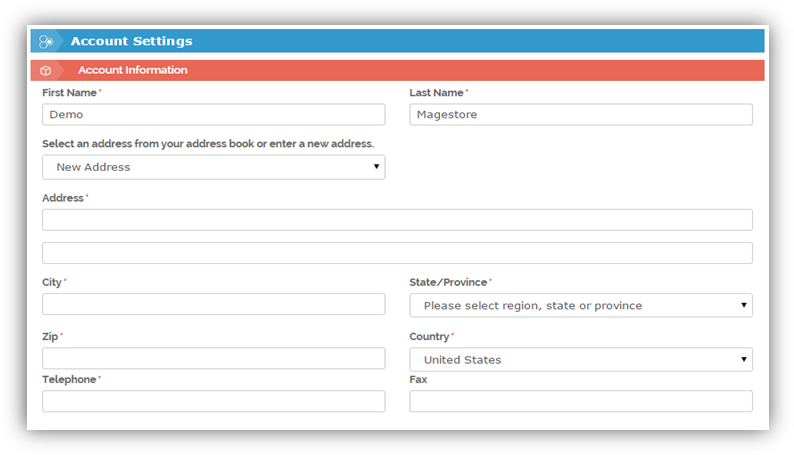 Account Settings
Account Information
First Name*
Last Name*
Demo
Magestore
Select an address from your address book or enter a new address.
New Address
Address*
City*
State/Province*
Please select region, state or province
Zip*
Country*
United States
Telephone*
Fax